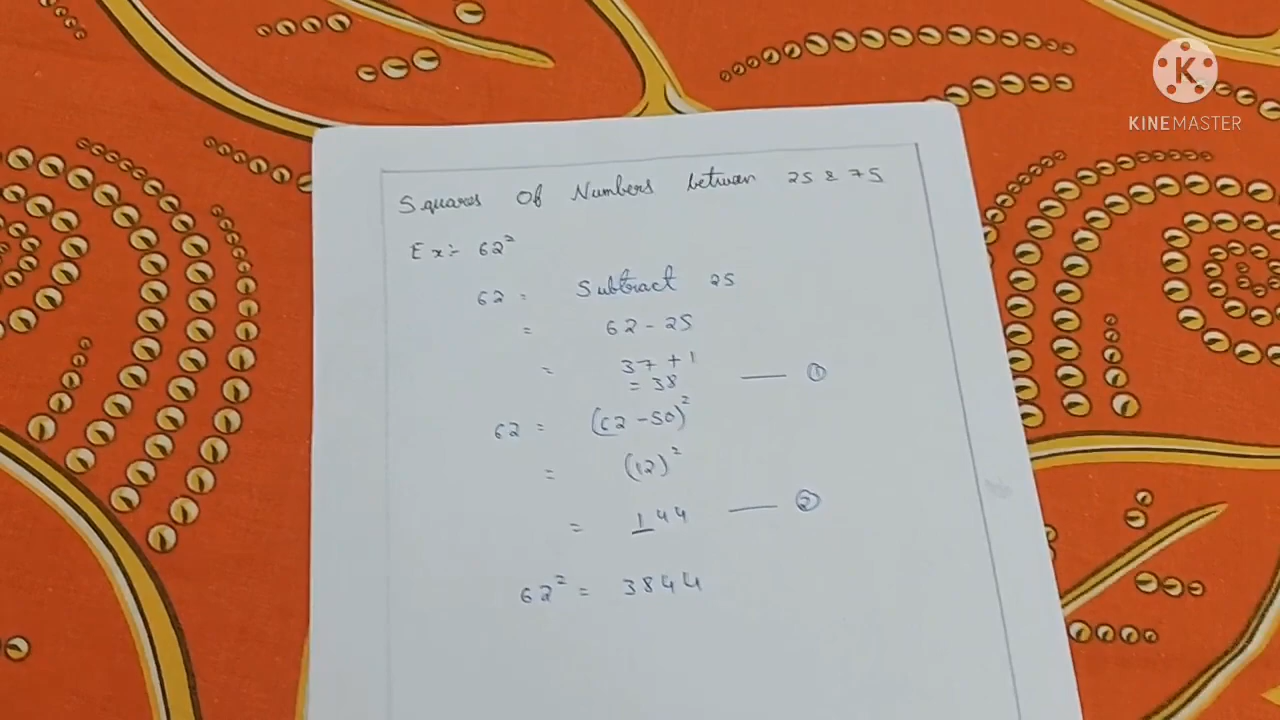 KINEMASTER
Squares Of Numbers between 25 & 75
Ex:- 62²
62 = Subtract 25
= 62 - 25
= 37 + 1
= 38 —— ①
62 = (62 - 50)²
= (12)²
= 144 —— ②
62² = 3844